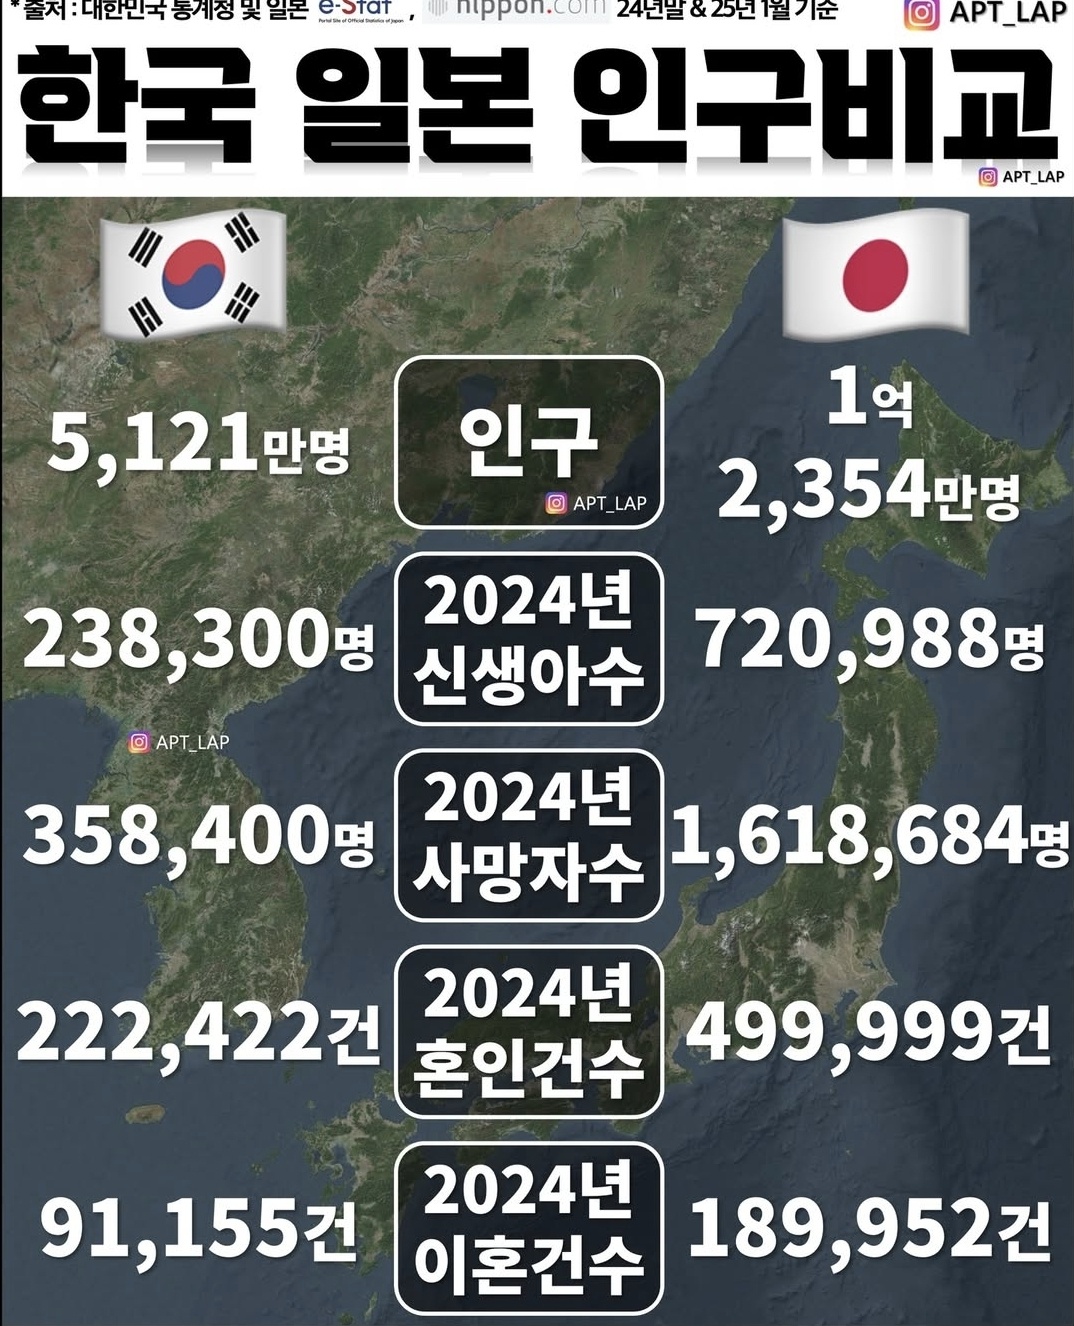 * 출처 : 대한민국 통계청 및 일본 e-Stat , nippon.com 24년말 & 25년 1월 기준 APT_LAP
Portal Site of Official Statistics of Japan
한국 일본 인구비교
APT_LAP
5,121만명
인구
APT_LAP
1억
2,354만명
238,300명
2024년
신생아수
720,988명
APT_LAP
358,400명
2024년
사망자수
1,618,684명
222,422건
2024년
혼인건수
499,999건
91,155건
2024년
이혼건수
189,952건